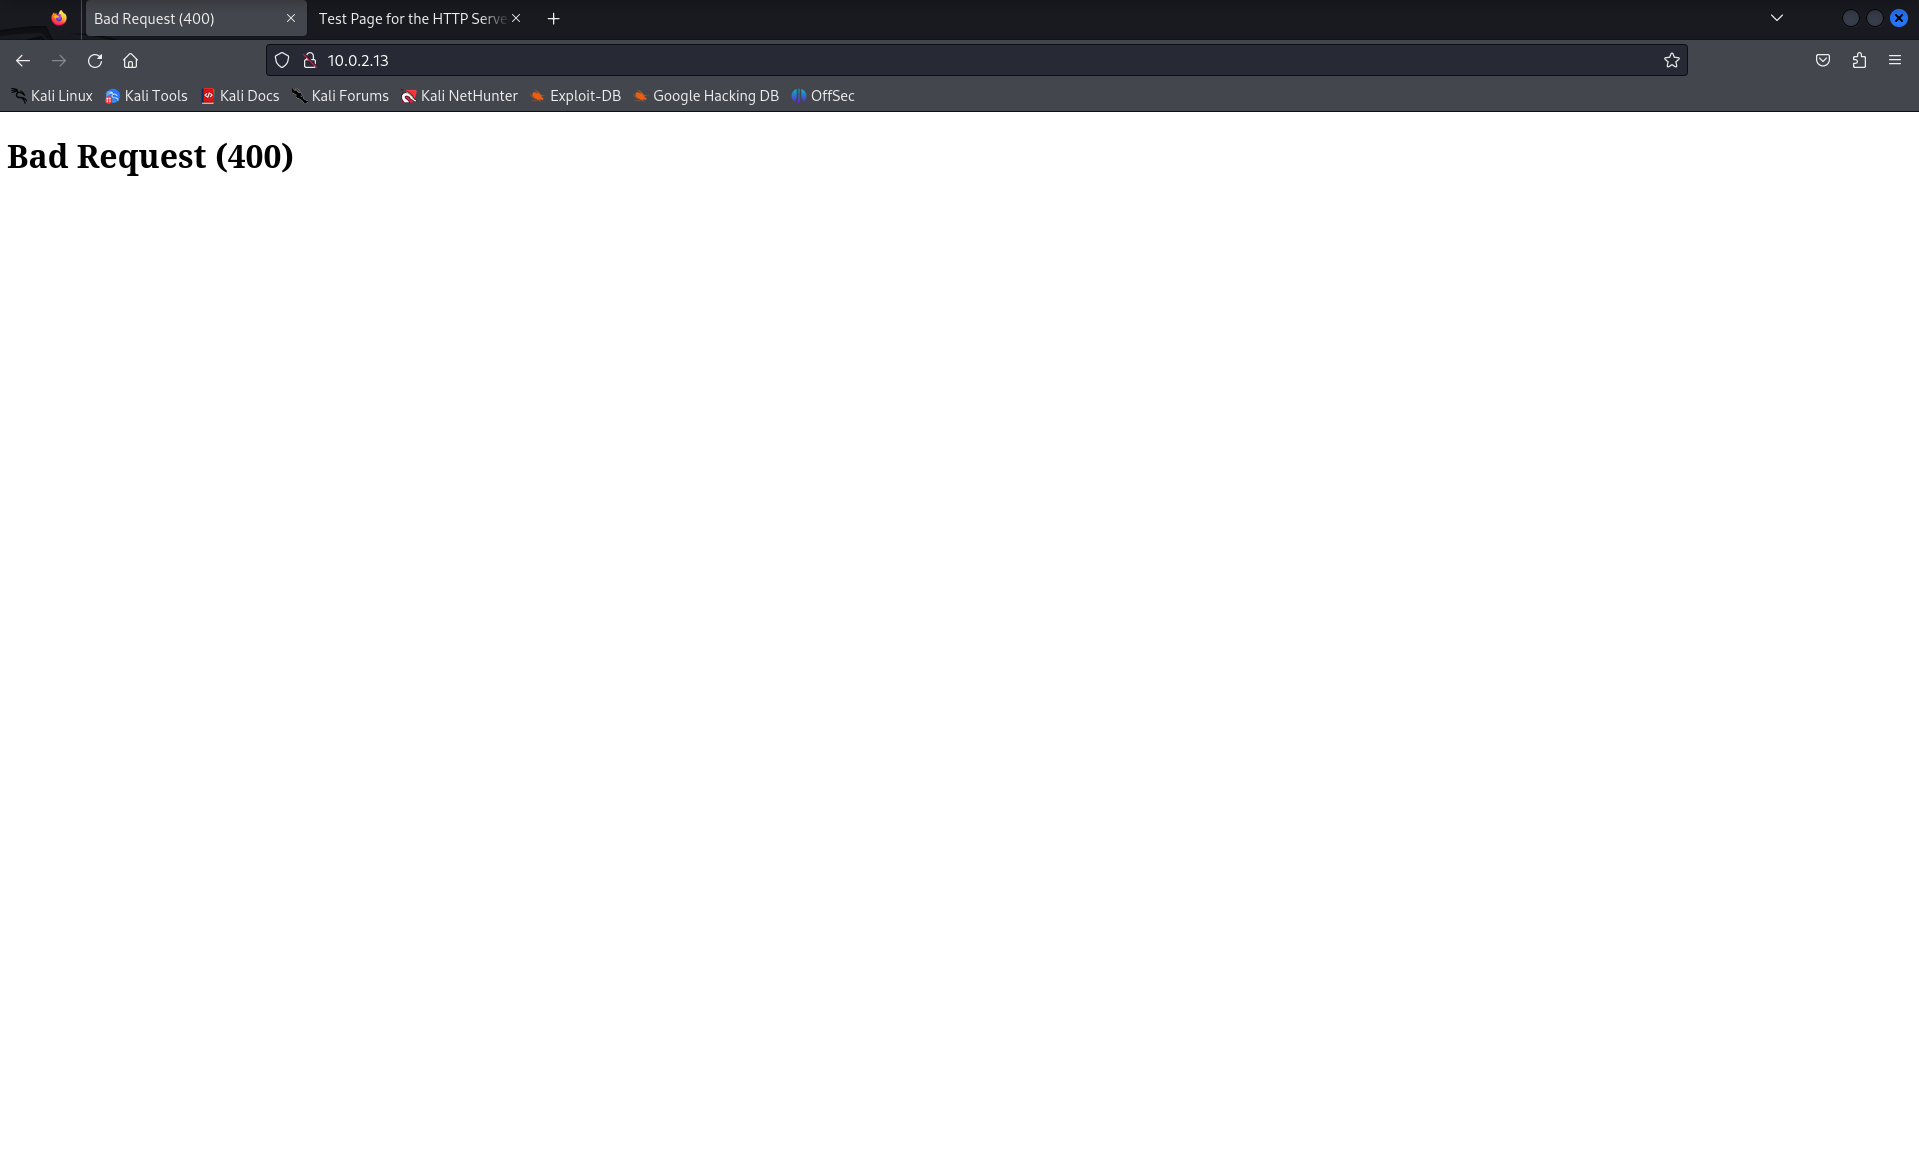 Bad Request (400)
Test Page for the HTTP Serve
10.0.2.13
Kali Linux
Kali Tools
Kali Docs
Kali Forums
Kali NetHunter
Exploit-DB
Google Hacking DB
OffSec
Bad Request (400)